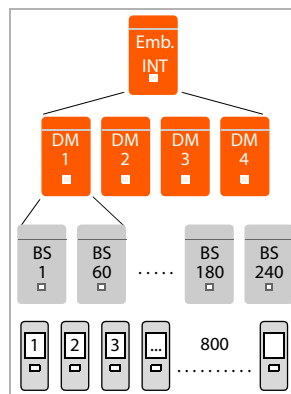 Emb.
INT
DM
1
DM
2
DM
3
DM
4
BS
1
BS
60
.....
BS
180
BS
240
1
2
3
...
800
..........